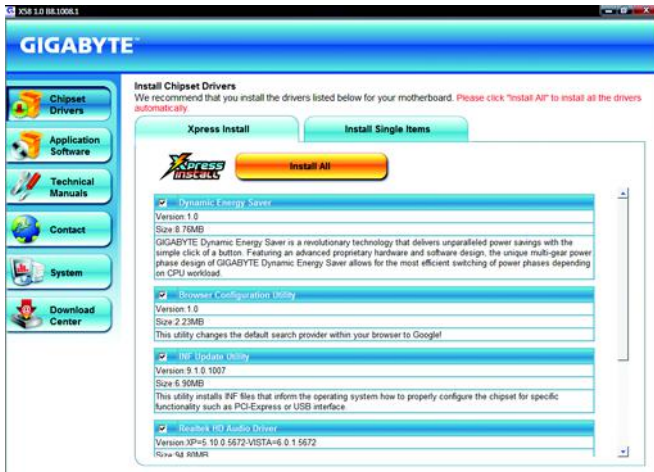 X58 1.0 B8.1008.1
GIGABYTE™
Chipset
Drivers
Application
Software
Technical
Manuals
Contact
System
Download
Center
Install Chipset Drivers
We recommend that you install the drivers listed below for your motherboard. Please click "Install All" to install all the drivers
automatically.
Xpress Install
Install Single Items
Xpress
INSTALL
Install All
Dynamic Energy Saver
Version:1.0
Size:8.76MB
GIGABYTE Dynamic Energy Saver is a revolutionary technology that delivers unparalleled power savings with the
simple click of a button. Featuring an advanced proprietary hardware and software design, the unique multi-gear power
phase design of GIGABYTE Dynamic Energy Saver allows for the most efficient switching of power phases depending
on CPU workload.
Browser Configuration Utility
Version:1.0
Size:2.23MB
This utility changes the default search provider within your browser to Google!
INF Update Utility
Version:9.1.0.1007
Size:6.90MB
This utility installs INF files that inform the operating system how to properly configure the chipset for specific
functionality such as PCI-Express or USB interface.
Realtek HD Audio Driver
Version:XP=5.10.0.5672-VISTA=6.0.1.5672
Size:94.80MB